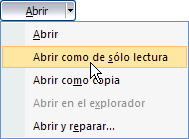 Abrir
Abrir
Abrir como de sólo lectura
Abrir como copia
Abrir en el explorador
Abrir y reparar...